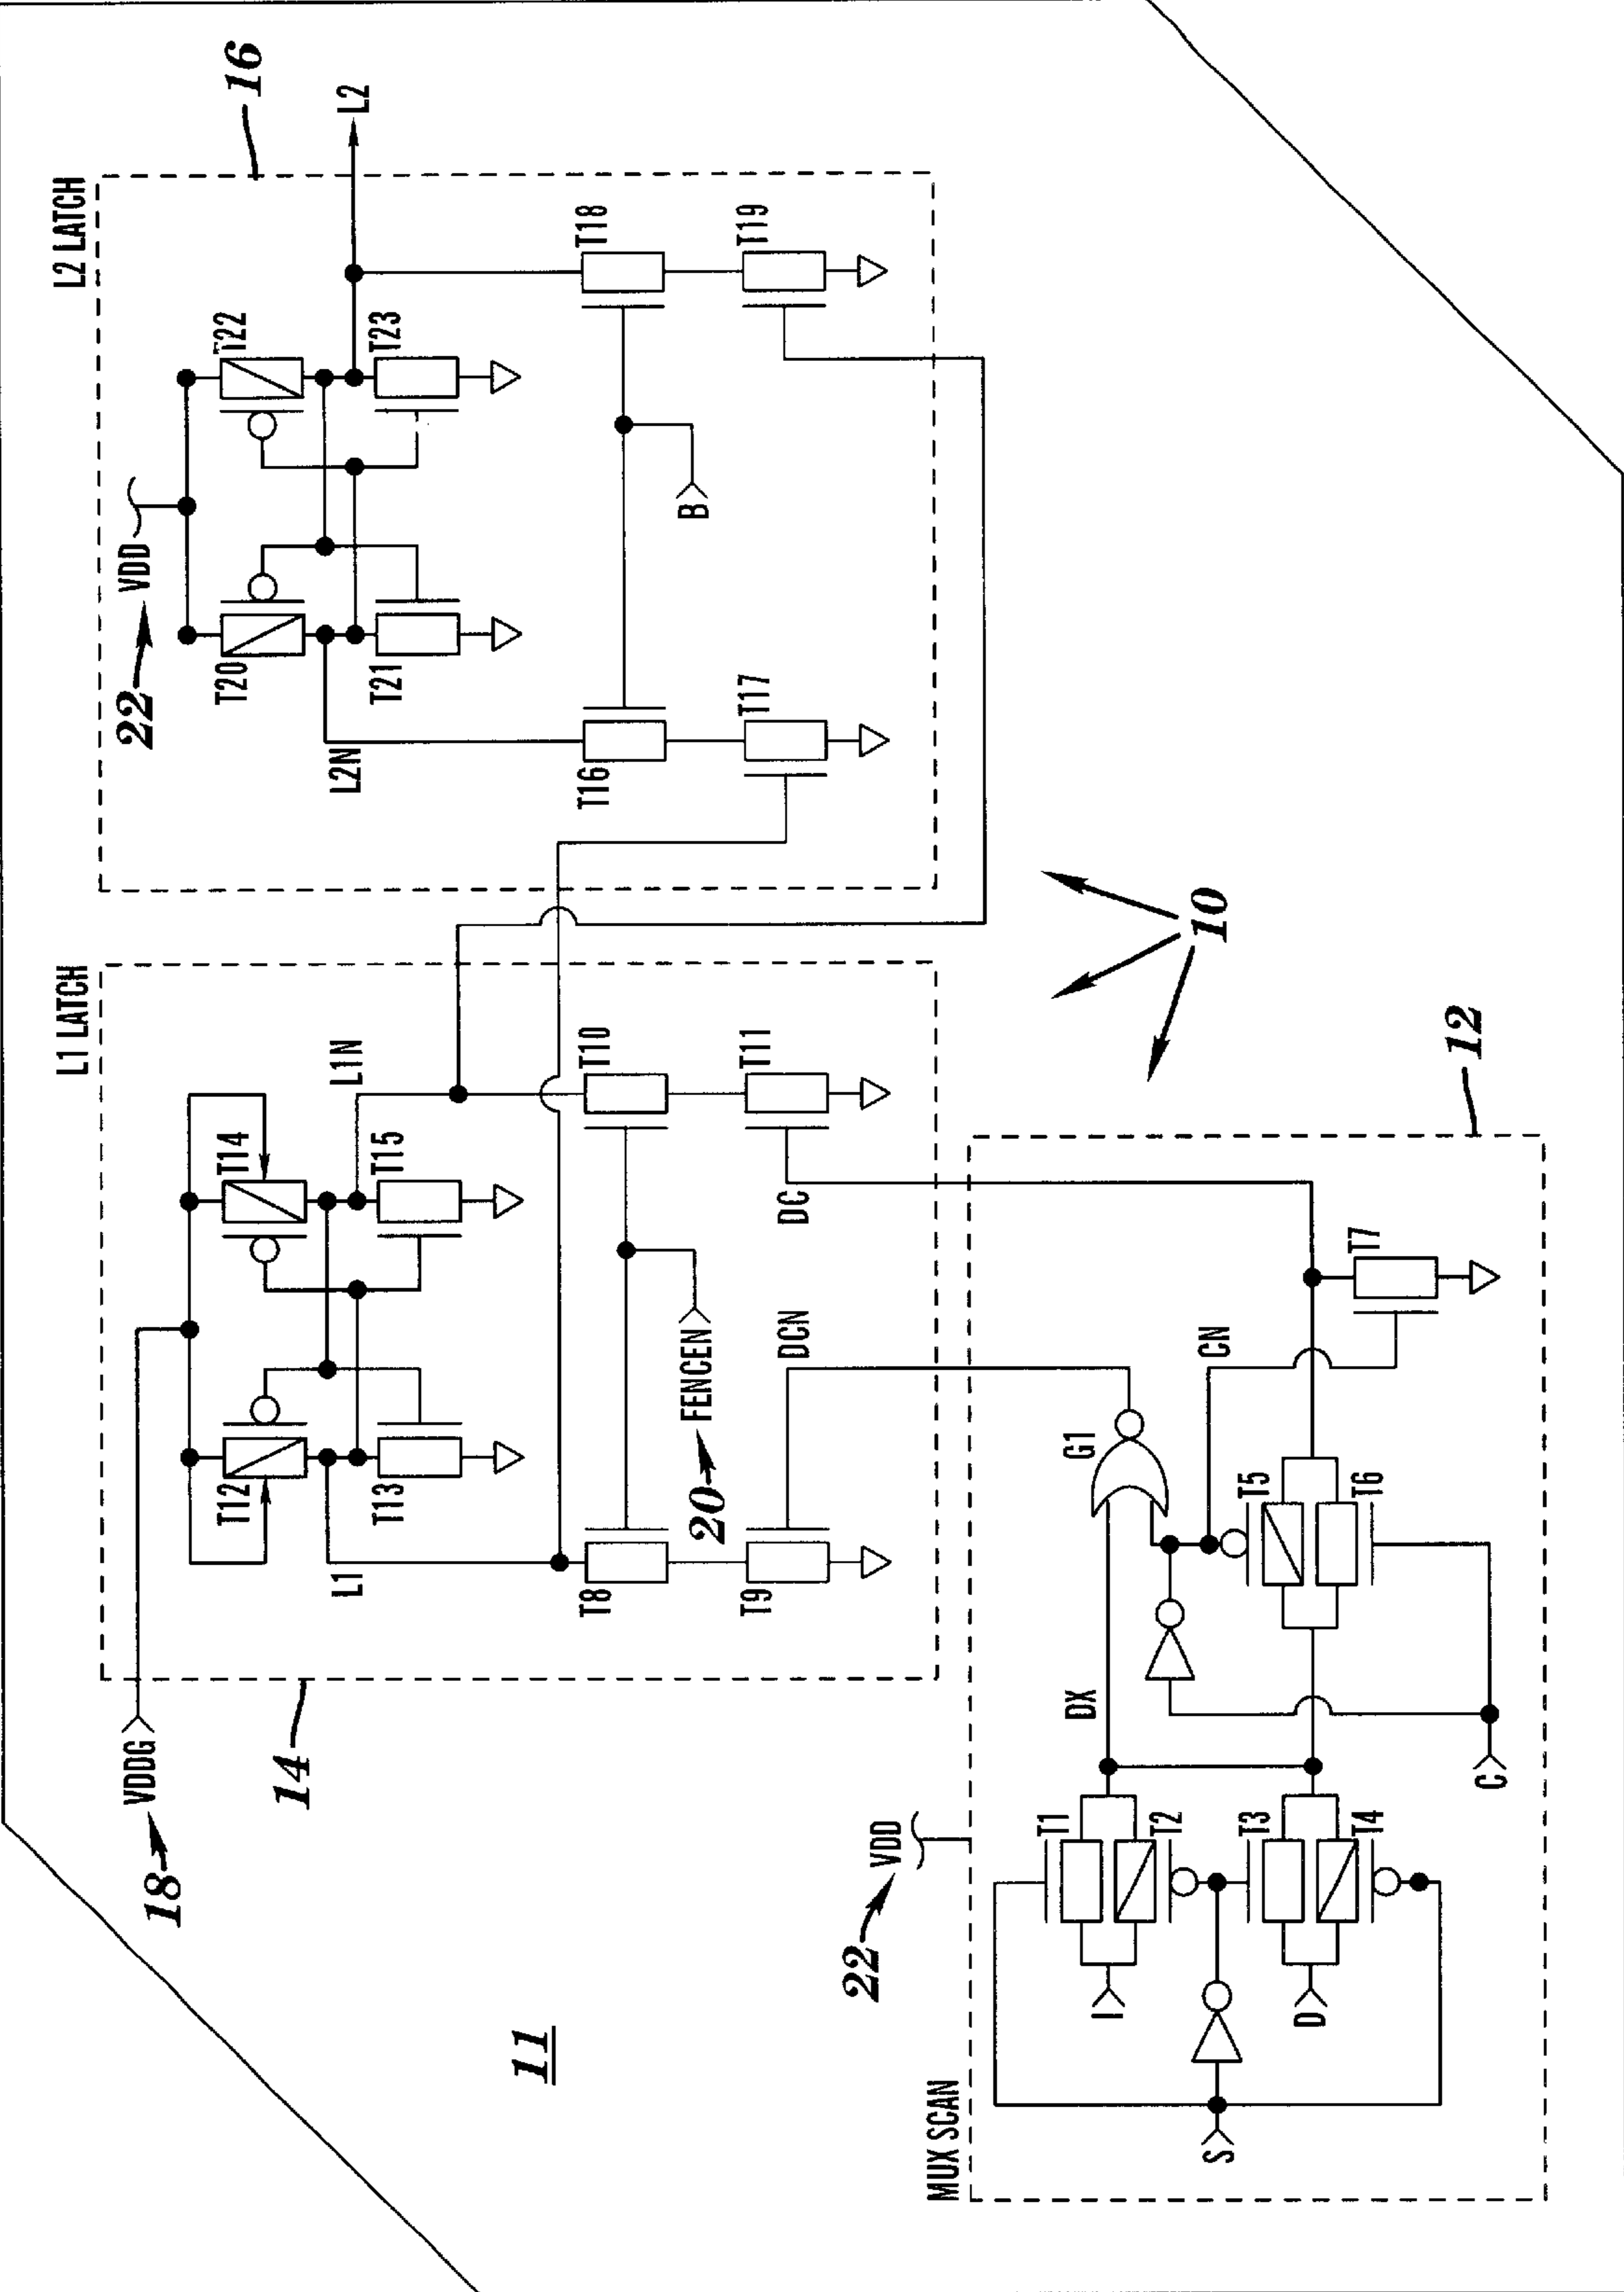 L1 LATCH
L2 LATCH
18
VDDG
14
T12
T14
T13
T15
L1
L1N
T8
T10
20
FENCEN
T9
T11
DCN
DC
22
VDD
16
T20
T22
T21
T23
L2N
L2
T16
T18
B
T17
T19
11
10
MUX SCAN
22
VDD
12
S
I
T1
T2
D
T3
T4
DX
G1
CN
T5
T6
T7
C